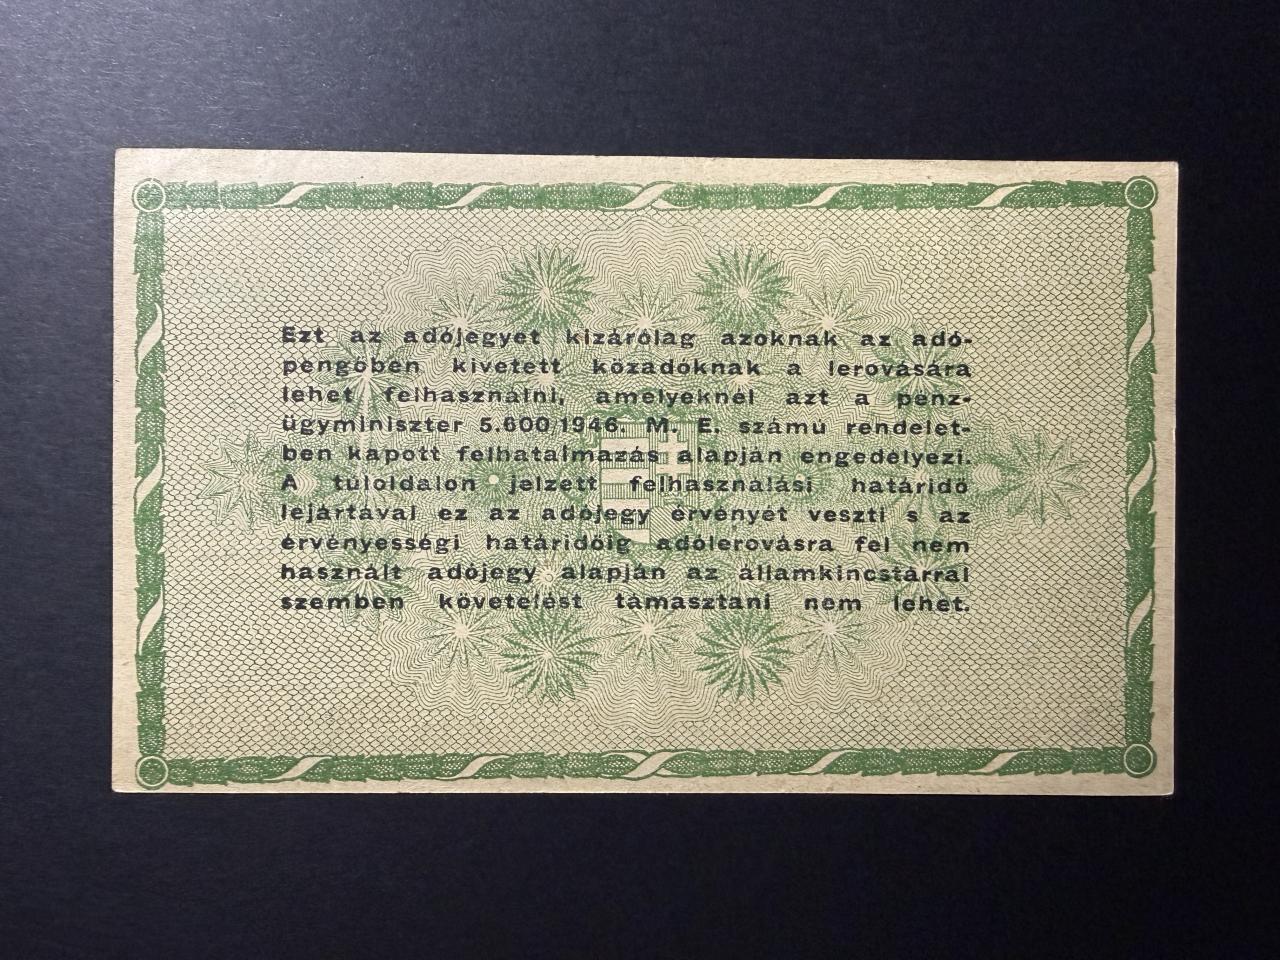 Ezt az adójegyet kizárólag azoknak az adó-
pengőben kivetett közadóknak a lerovására
lehet felhasználni, amelyeknél azt a pénz-
ügyminiszter 5.600/1946. M. E. számu rendelet-
ben kapott felhatalmazás alapján engedélyezi.
A tuloldalon jelzett felhasználási határidő
lejártával ez az adójegy érvényét veszti s az
érvényességi határidőig adólerovásra fel nem
használt adójegy alapján az államkincstárral
szemben követelést támasztani nem lehet.